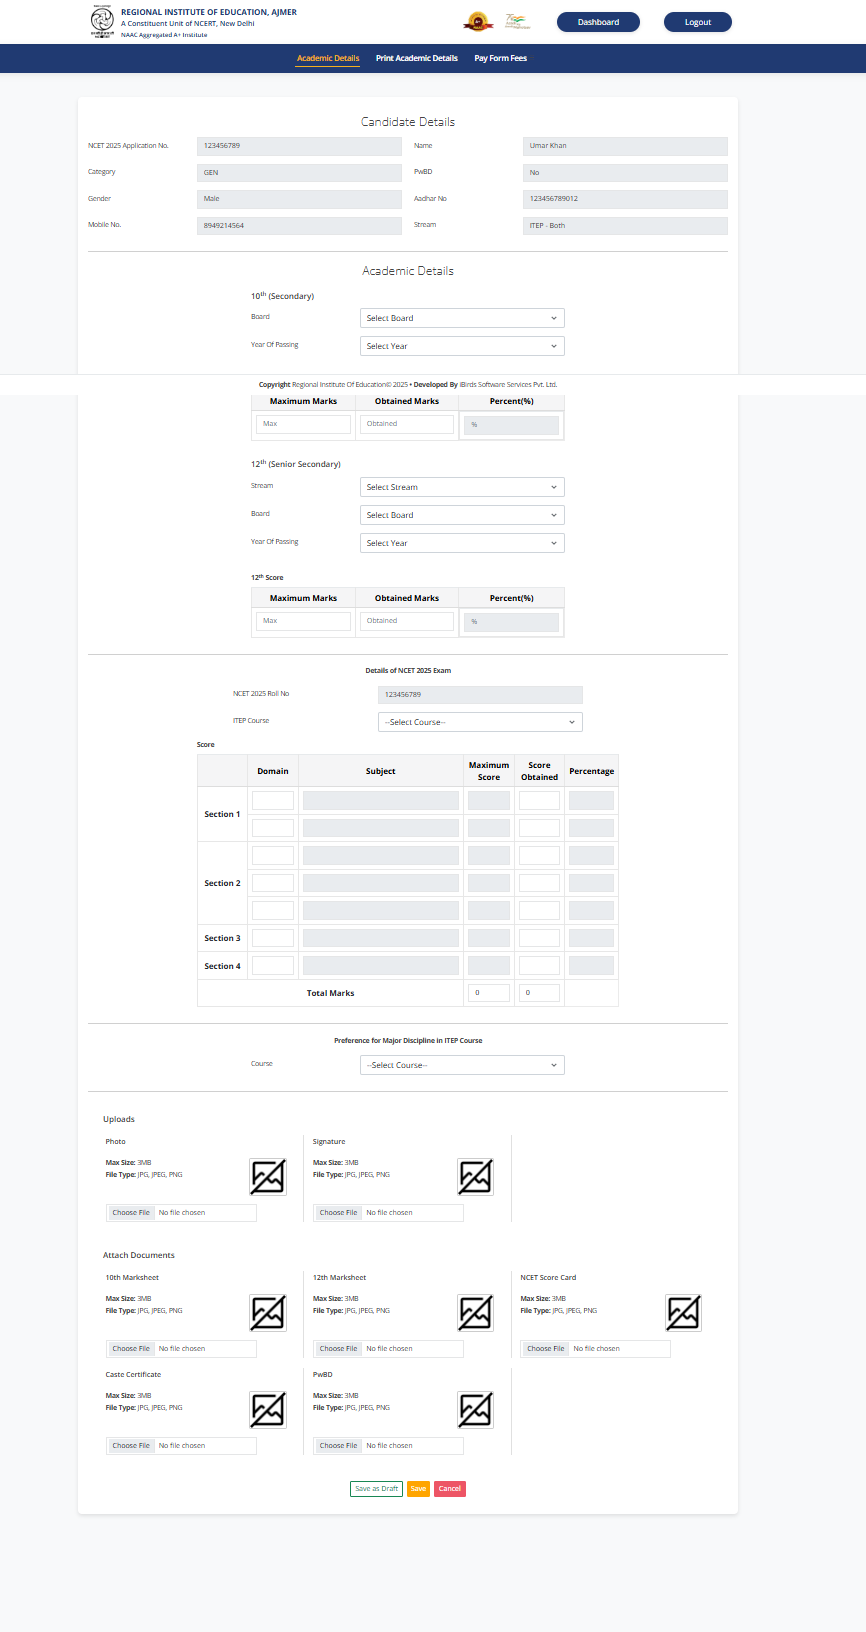 REGIONAL INSTITUTE OF EDUCATION, AJMER
A Constituent Unit of NCERT, New Delhi
NAAC Aggregated A+ Institute
Dashboard
Logout
Academic Details
Print Academic Details
Pay Form Fees
Candidate Details
NCET 2025 Application No.
123456789
Name
Umar Khan
Category
GEN
PwBD
No
Gender
Male
Aadhar No
123456789012
Mobile No.
8949214564
Stream
ITEP - Both
Academic Details
10th (Secondary)
Board
Select Board
Year Of Passing
Select Year
Copyright Regional Institute Of Education© 2025 • Developed By iBirds Software Services Pvt. Ltd.
Maximum Marks
Obtained Marks
Percent(%)
Max
Obtained
%
12th (Senior Secondary)
Stream
Select Stream
Board
Select Board
Year Of Passing
Select Year
12th Score
Maximum Marks
Obtained Marks
Percent(%)
Max
Obtained
%
Details of NCET 2025 Exam
NCET 2025 Roll No
123456789
ITEP Course
--Select Course--
Score
Domain
Subject
Maximum Score
Score Obtained
Percentage
Section 1
Section 2
Section 3
Section 4
Total Marks
0
0
Preference for Major Discipline in ITEP Course
Course
--Select Course--
Uploads
Photo
Max Size: 3MB
File Type: JPG, JPEG, PNG
Choose File No file chosen
Signature
Max Size: 3MB
File Type: JPG, JPEG, PNG
Choose File No file chosen
Attach Documents
10th Marksheet
Max Size: 3MB
File Type: JPG, JPEG, PNG
Choose File No file chosen
12th Marksheet
Max Size: 3MB
File Type: JPG, JPEG, PNG
Choose File No file chosen
NCET Score Card
Max Size: 3MB
File Type: JPG, JPEG, PNG
Choose File No file chosen
Caste Certificate
Max Size: 3MB
File Type: JPG, JPEG, PNG
Choose File No file chosen
PwBD
Max Size: 3MB
File Type: JPG, JPEG, PNG
Choose File No file chosen
Save as Draft
Save
Cancel